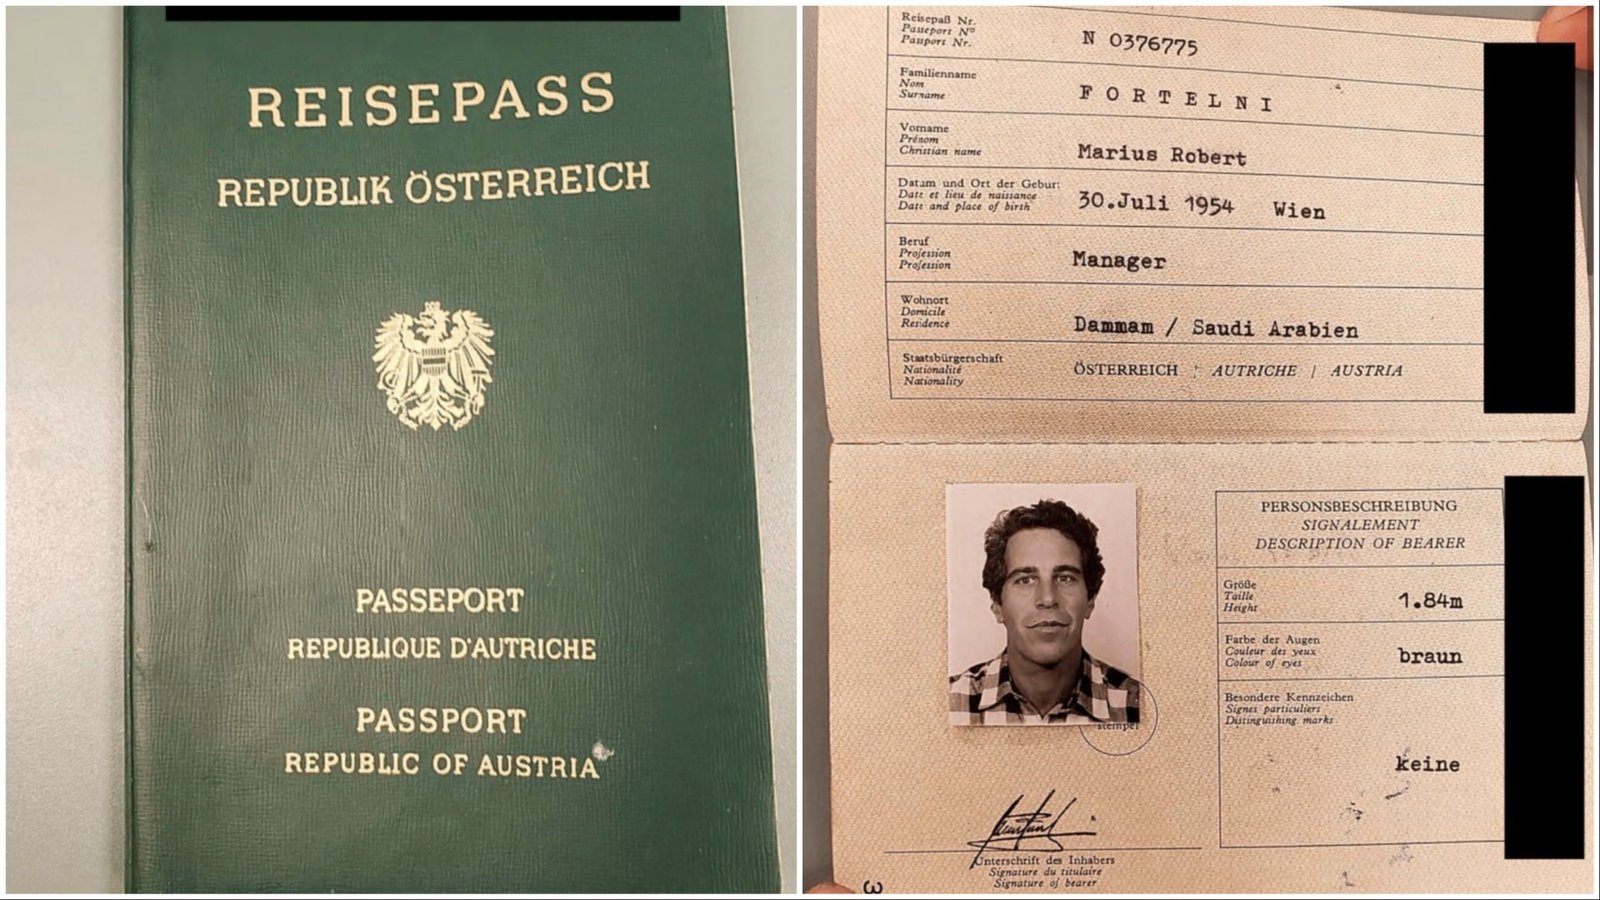 REISEPASS
REPUBLIK ÖSTERREICH
PASSEPORT
REPUBLIQUE D'AUTRICHE
PASSPORT
REPUBLIC OF AUSTRIA
Reisepaß Nr.
Passeport Nº
Passport Nr.
N 0376775
Familienname
Nom
Surname
FORTELNI
Vorname
Prénom
Christian name
Marius Robert
Datum und Ort der Geburt
Date et lieu de naissance
Date and place of birth
30.Juli 1954 Wien
Beruf
Profession
Profession
Manager
Wohnort
Domicile
Residence
Dammam / Saudi Arabien
Staatsbürgerschaft
Nationalité
Nationality
ÖSTERREICH | AUTRICHE | AUSTRIA
PERSONSBESCHREIBUNG
SIGNALEMENT
DESCRIPTION OF BEARER
Größe
Taille
Height
1.84m
Farbe der Augen
Couleur des yeux
Colour of eyes
braun
Besondere Kennzeichen
Signes particuliers
Distinguishing marks
keine
stempel
Unterschrift des Inhabers
Signature du titulaire
Signature of bearer
3